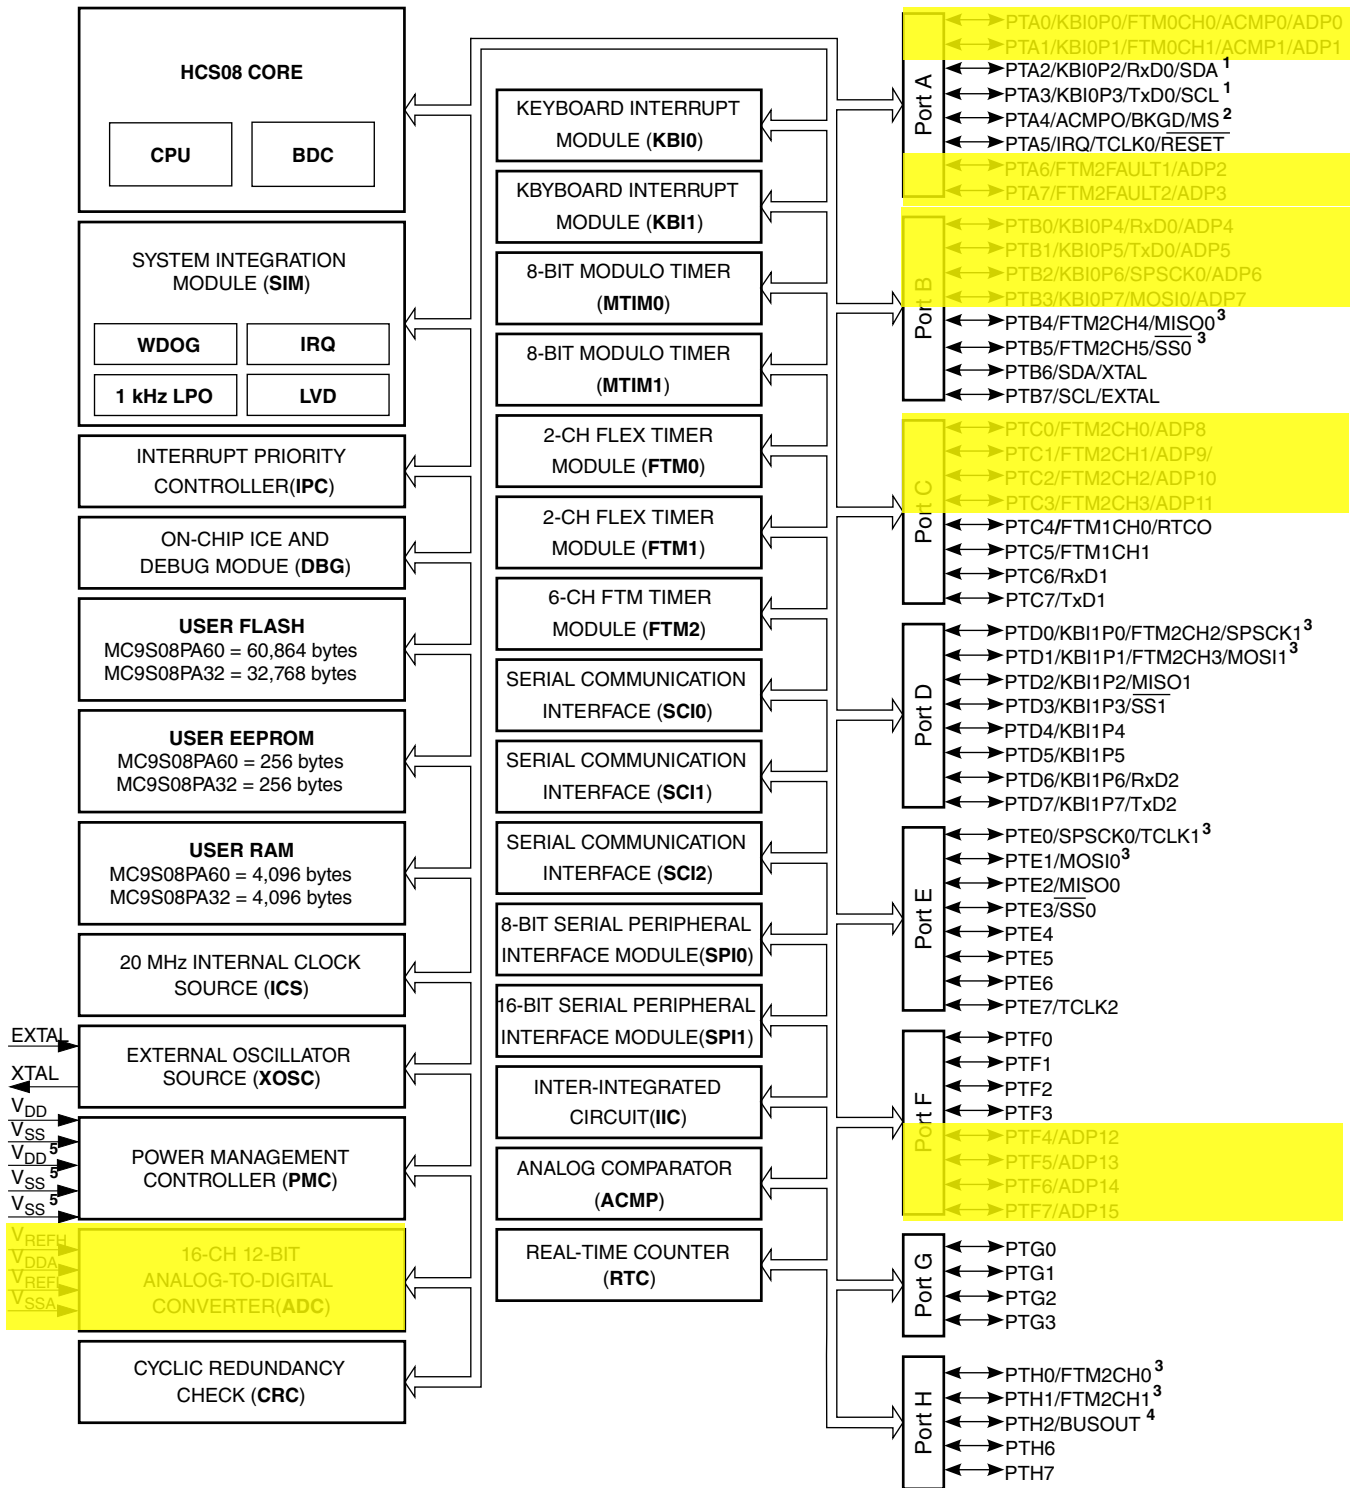 HCS08 CORE
CPU
BDC
SYSTEM INTEGRATION
MODULE (SIM)
WDOG
IRQ
1 kHz LPO
LVD
INTERRUPT PRIORITY
CONTROLLER(IPC)
ON-CHIP ICE AND
DEBUG MODUE (DBG)
USER FLASH
MC9S08PA60 = 60,864 bytes
MC9S08PA32 = 32,768 bytes
USER EEPROM
MC9S08PA60 = 256 bytes
MC9S08PA32 = 256 bytes
USER RAM
MC9S08PA60 = 4,096 bytes
MC9S08PA32 = 4,096 bytes
20 MHz INTERNAL CLOCK
SOURCE (ICS)
EXTAL
XTAL
EXTERNAL OSCILLATOR
SOURCE (XOSC)
VDD
VSS
VDD 5
VSS 5
VSS 5
POWER MANAGEMENT
CONTROLLER (PMC)
VREFH
VDDA
VREFL
VSSA
16-CH 12-BIT
ANALOG-TO-DIGITAL
CONVERTER(ADC)
CYCLIC REDUNDANCY
CHECK (CRC)
KEYBOARD INTERRUPT
MODULE (KBI0)
KBYBOARD INTERRUPT
MODULE (KBI1)
8-BIT MODULO TIMER
(MTIM0)
8-BIT MODULO TIMER
(MTIM1)
2-CH FLEX TIMER
MODULE (FTM0)
2-CH FLEX TIMER
MODULE (FTM1)
6-CH FTM TIMER
MODULE (FTM2)
SERIAL COMMUNICATION
INTERFACE (SCI0)
SERIAL COMMUNICATION
INTERFACE (SCI1)
SERIAL COMMUNICATION
INTERFACE (SCI2)
8-BIT SERIAL PERIPHERAL
INTERFACE MODULE(SPI0)
16-BIT SERIAL PERIPHERAL
INTERFACE MODULE(SPI1)
INTER-INTEGRATED
CIRCUIT(IIC)
ANALOG COMPARATOR
(ACMP)
REAL-TIME COUNTER
(RTC)
Port A
PTA0/KBI0P0/FTM0CH0/ACMP0/ADP0
PTA1/KBI0P1/FTM0CH1/ACMP1/ADP1
PTA2/KBI0P2/RxD0/SDA 1
PTA3/KBI0P3/TxD0/SCL 1
PTA4/ACMPO/BKGD/MS 2
PTA5/IRQ/TCLK0/RESET
PTA6/FTM2FAULT1/ADP2
PTA7/FTM2FAULT2/ADP3
Port B
PTB0/KBI0P4/RxD0/ADP4
PTB1/KBI0P5/TxD0/ADP5
PTB2/KBI0P6/SPSCK0/ADP6
PTB3/KBI0P7/MOSI0/ADP7
PTB4/FTM2CH4/MISO0 3
PTB5/FTM2CH5/SS0 3
PTB6/SDA/XTAL
PTB7/SCL/EXTAL
Port C
PTC0/FTM2CH0/ADP8
PTC1/FTM2CH1/ADP9/
PTC2/FTM2CH2/ADP10
PTC3/FTM2CH3/ADP11
PTC4/FTM1CH0/RTCO
PTC5/FTM1CH1
PTC6/RxD1
PTC7/TxD1
Port D
PTD0/KBI1P0/FTM2CH2/SPSCK1 3
PTD1/KBI1P1/FTM2CH3/MOSI1 3
PTD2/KBI1P2/MISO1
PTD3/KBI1P3/SS1
PTD4/KBI1P4
PTD5/KBI1P5
PTD6/KBI1P6/RxD2
PTD7/KBI1P7/TxD2
Port E
PTE0/SPSCK0/TCLK1 3
PTE1/MOSI0 3
PTE2/MISO0
PTE3/SS0
PTE4
PTE5
PTE6
PTE7/TCLK2
Port F
PTF0
PTF1
PTF2
PTF3
PTF4/ADP12
PTF5/ADP13
PTF6/ADP14
PTF7/ADP15
Port G
PTG0
PTG1
PTG2
PTG3
Port H
PTH0/FTM2CH0 3
PTH1/FTM2CH1 3
PTH2/BUSOUT 4
PTH6
PTH7